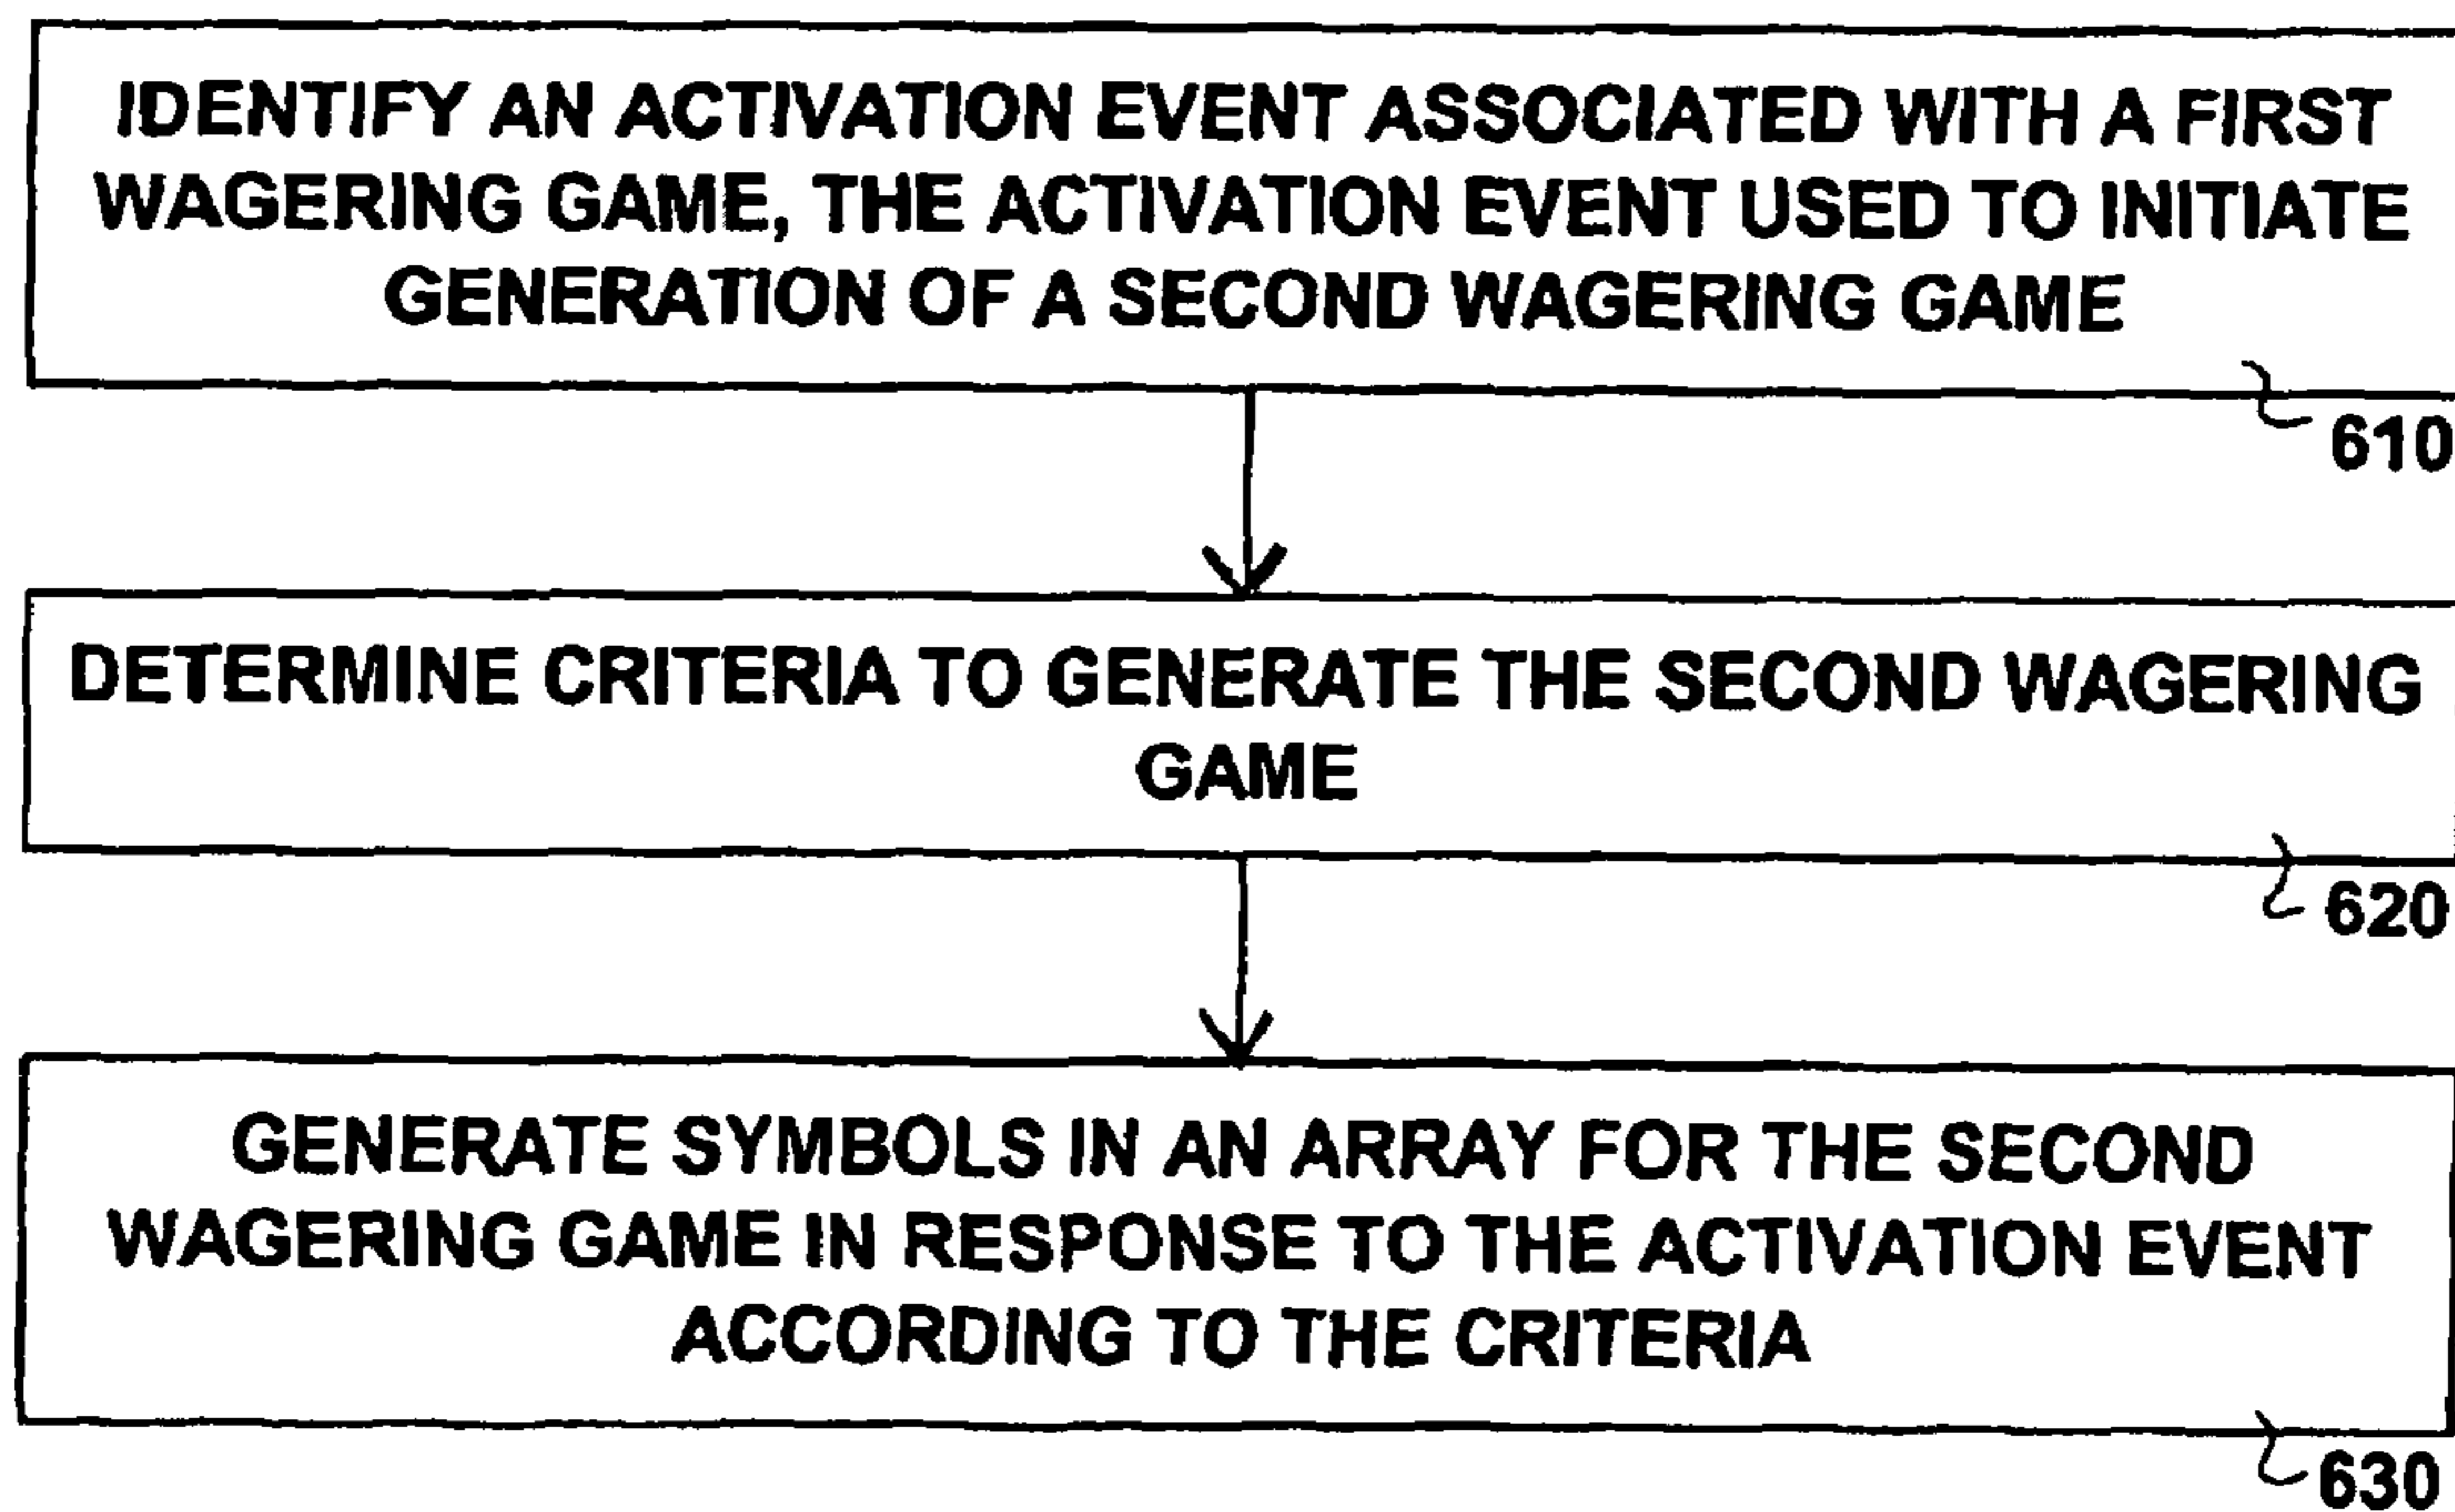 IDENTIFY AN ACTIVATION EVENT ASSOCIATED WITH A FIRST
WAGERING GAME, THE ACTIVATION EVENT USED TO INITIATE
GENERATION OF A SECOND WAGERING GAME
610
DETERMINE CRITERIA TO GENERATE THE SECOND WAGERING
GAME
620
GENERATE SYMBOLS IN AN ARRAY FOR THE SECOND
WAGERING GAME IN RESPONSE TO THE ACTIVATION EVENT
ACCORDING TO THE CRITERIA
630